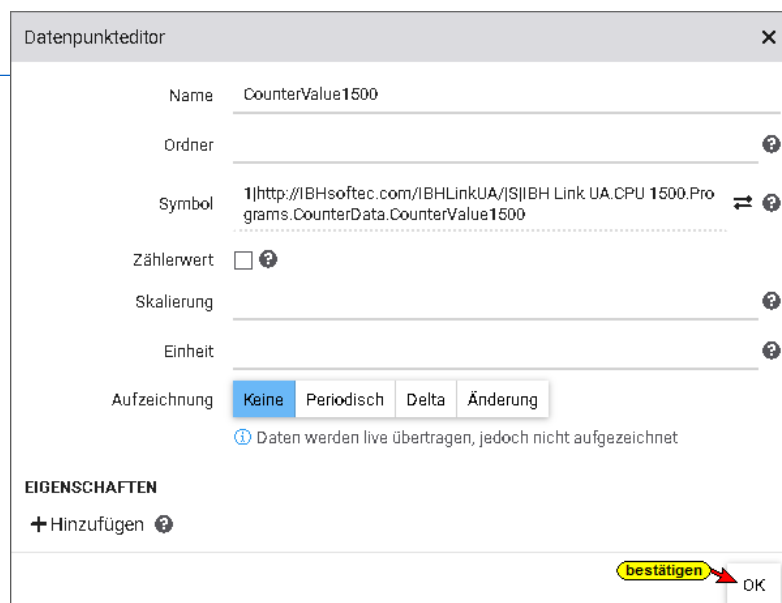 Datenpunkteditor
Name CounterValue1500
Ordner
Symbol 1|http://IBHsoftec.com/IBHLinkUA/|S|IBH Link UA.CPU 1500.Pro
grams.CounterData.CounterValue1500
Zählerwert
Skalierung
Einheit
Aufzeichnung Keine Periodisch Delta Änderung
Daten werden live übertragen, jedoch nicht aufgezeichnet
EIGENSCHAFTEN
Hinzufügen
bestätigen
OK